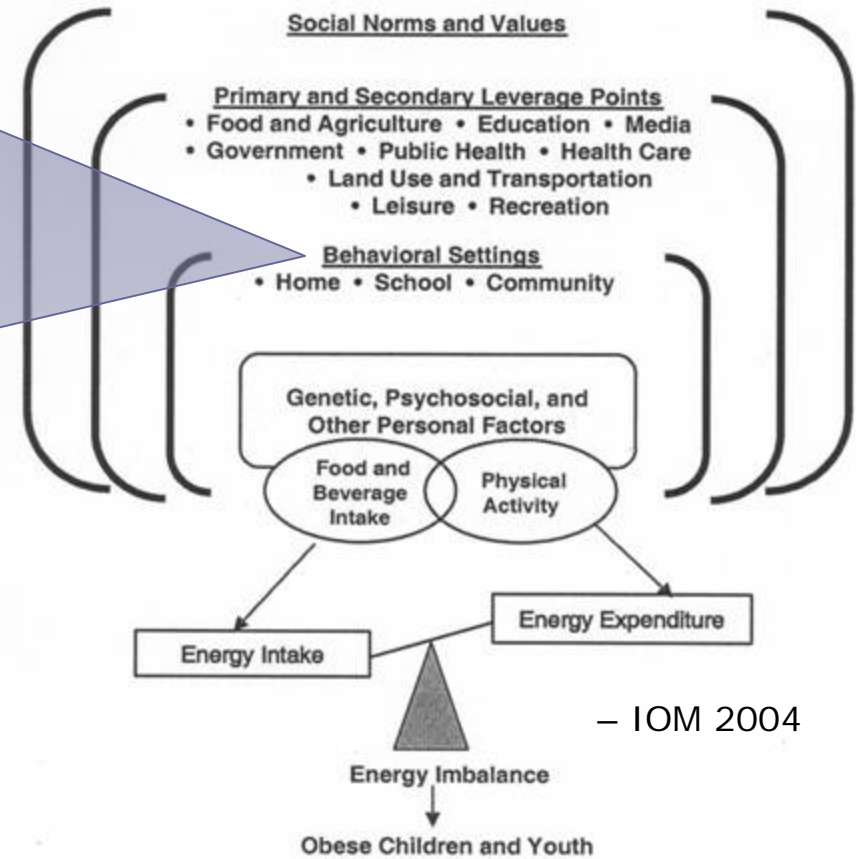 Social Norms and Values
Primary and Secondary Leverage Points
• Food and Agriculture • Education • Media
• Government • Public Health • Health Care
• Land Use and Transportation
• Leisure • Recreation
Behavioral Settings
• Home • School • Community
Genetic, Psychosocial, and
Other Personal Factors
Food and
Beverage
Intake
Physical
Activity
Energy Intake
Energy Expenditure
– IOM 2004
Energy Imbalance
Obese Children and Youth